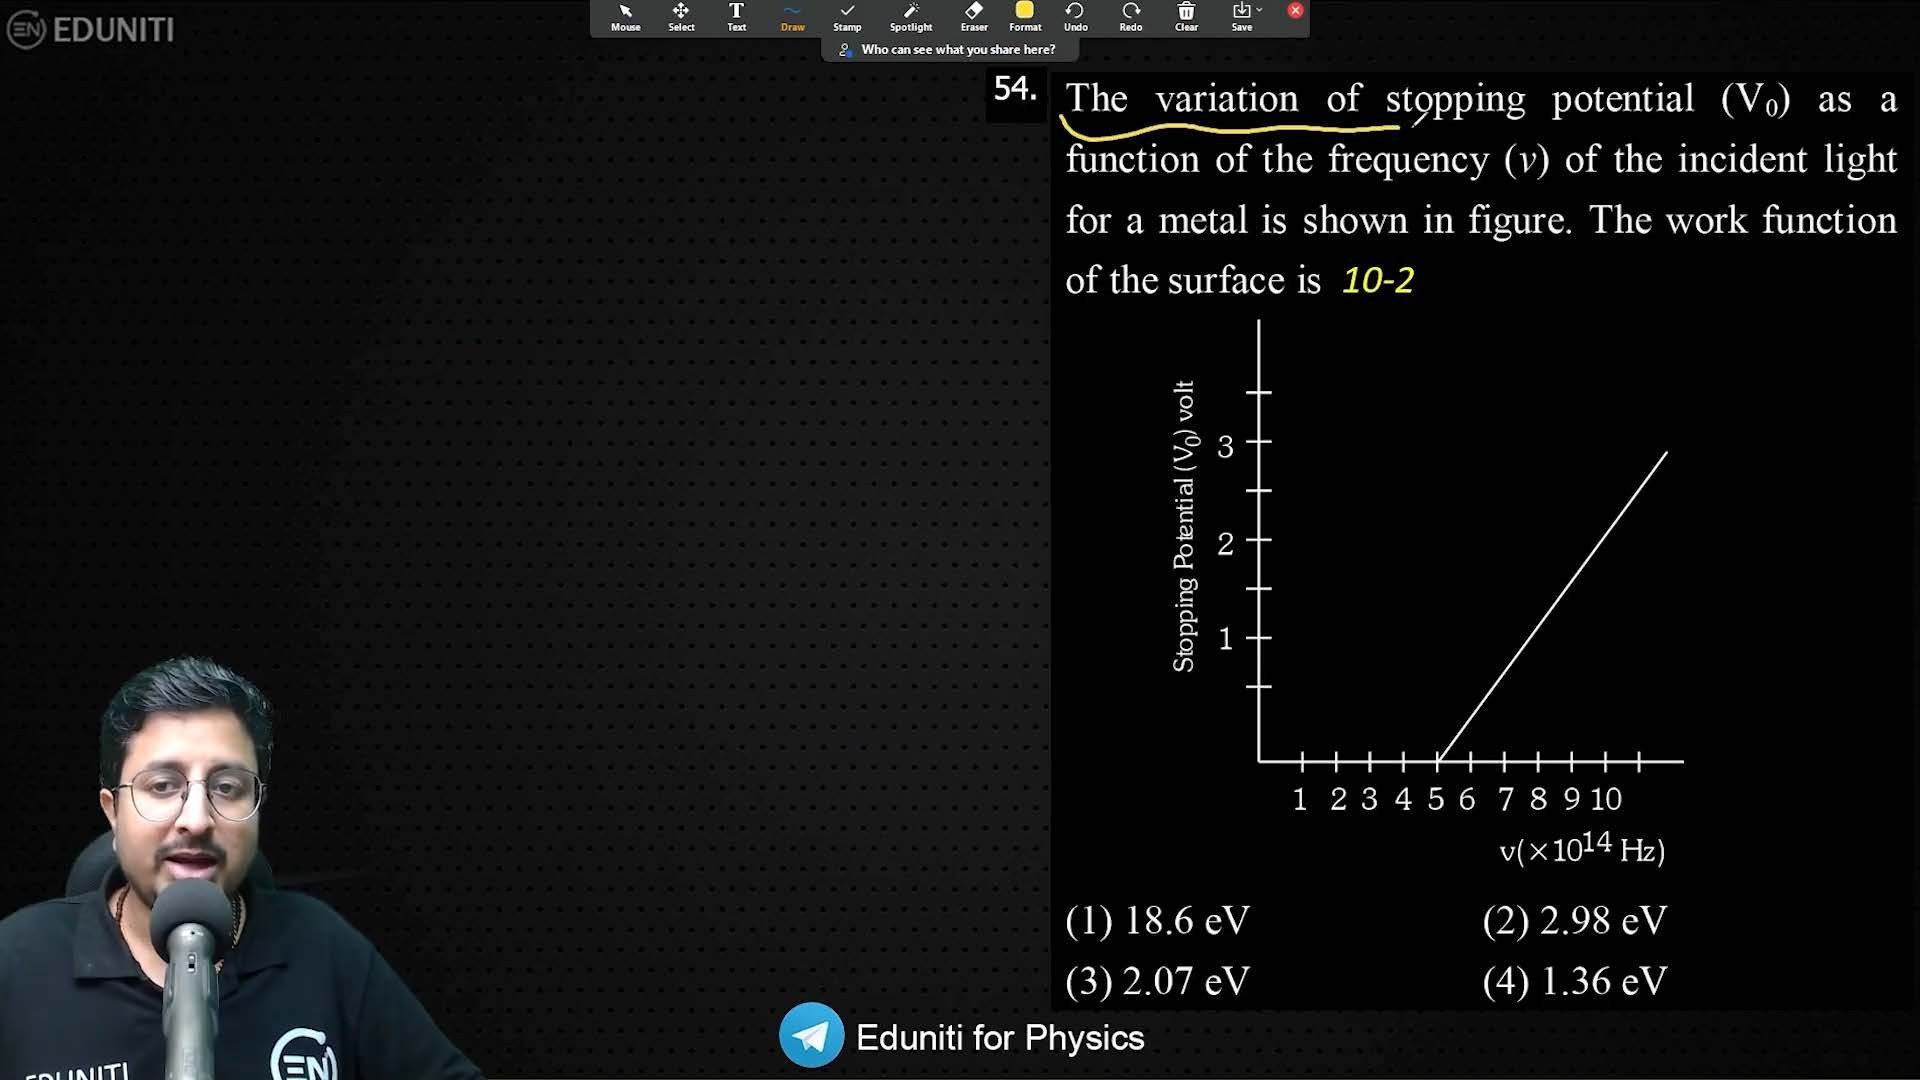 EN EDUNITI
Mouse Select Text Draw Stamp Spotlight Eraser Format Undo Redo Clear Save
Who can see what you share here?
54. The variation of stopping potential (V₀) as a
function of the frequency (v) of the incident light
for a metal is shown in figure. The work function
of the surface is 10-2
Stopping Potential (V₀) volt
3
2
1
1 2 3 4 5 6 7 8 9 10
v(×10¹⁴ Hz)
(1) 18.6 eV (2) 2.98 eV
(3) 2.07 eV (4) 1.36 eV
Eduniti for Physics
EDUNITI
EN